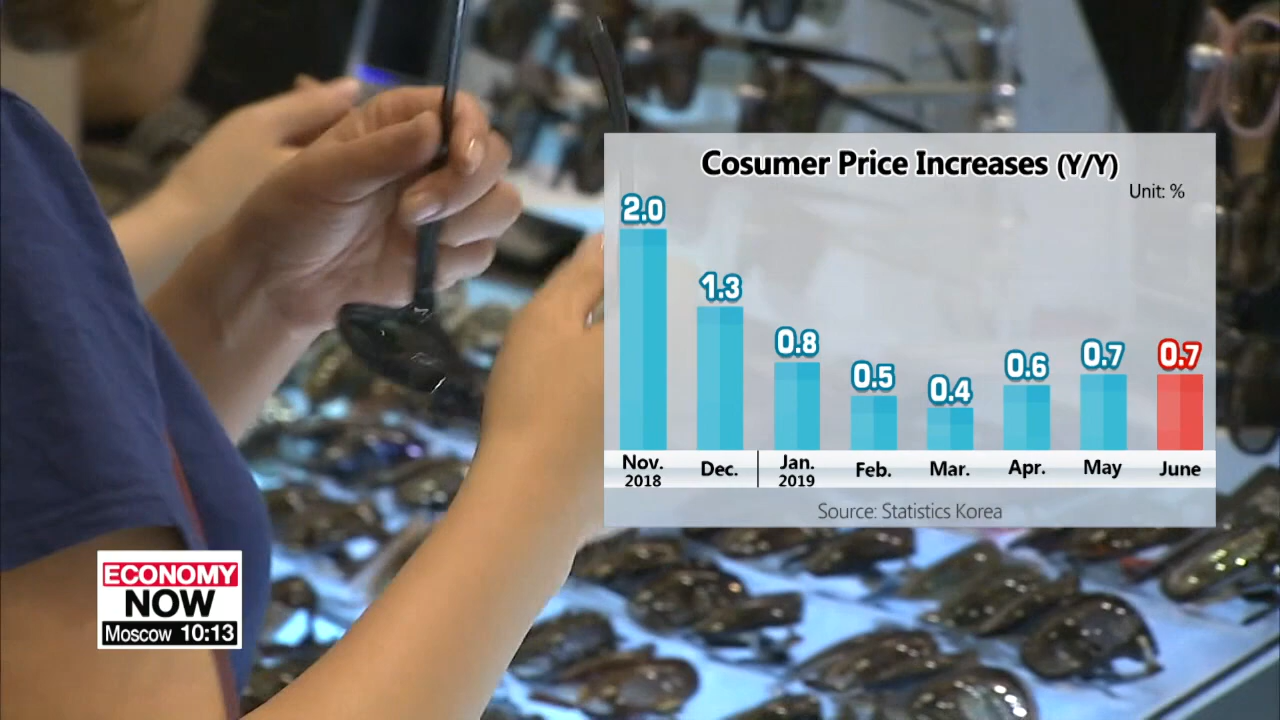 Cosumer Price Increases (Y/Y)
Unit: %
2.0
1.3
0.8
0.5
0.4
0.6
0.7
0.7
Nov. Dec. Jan. Feb. Mar. Apr. May June
2018 2019
Source: Statistics Korea
ECONOMY
NOW
Moscow 10:13